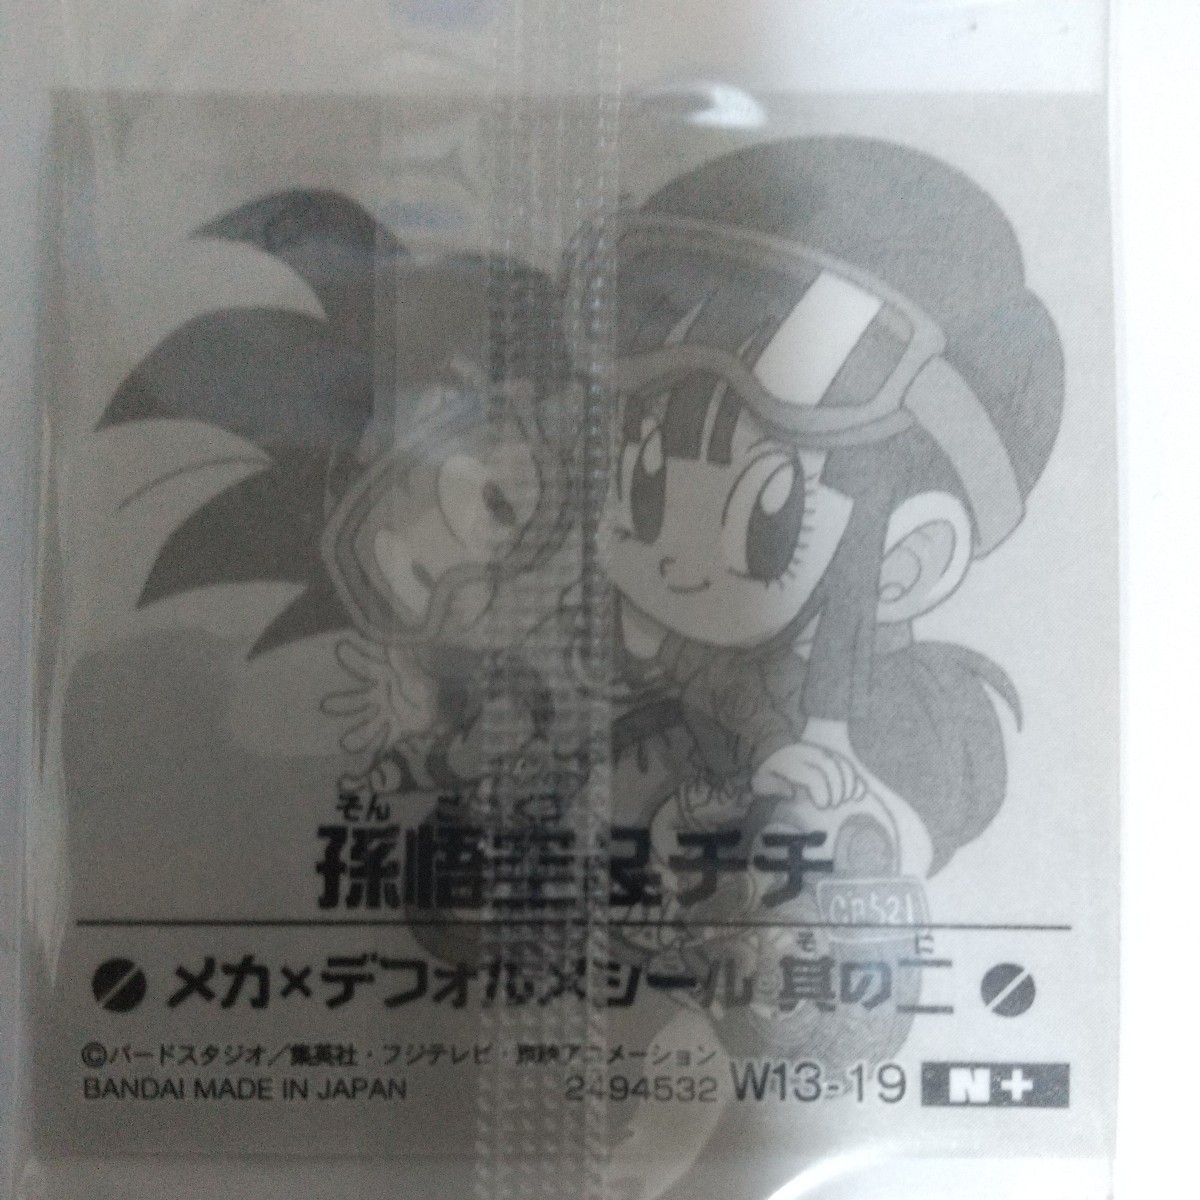 そん ご くう
孫悟空&チチ
そ に
メカ×デフォルメシール 其の二
©バードスタジオ/集英社・フジテレビ・東映アニメーション
BANDAI MADE IN JAPAN 2494532 W13-19 N+